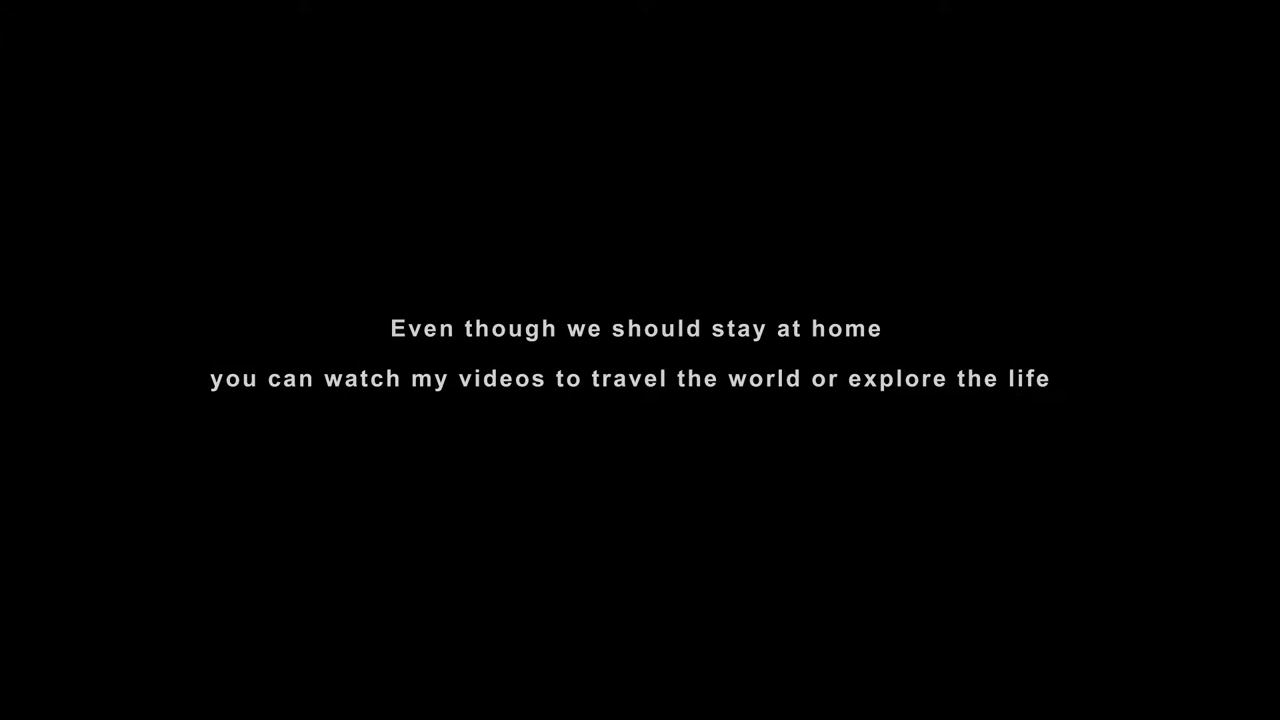 Even though we should stay at home
you can watch my videos to travel the world or explore the life